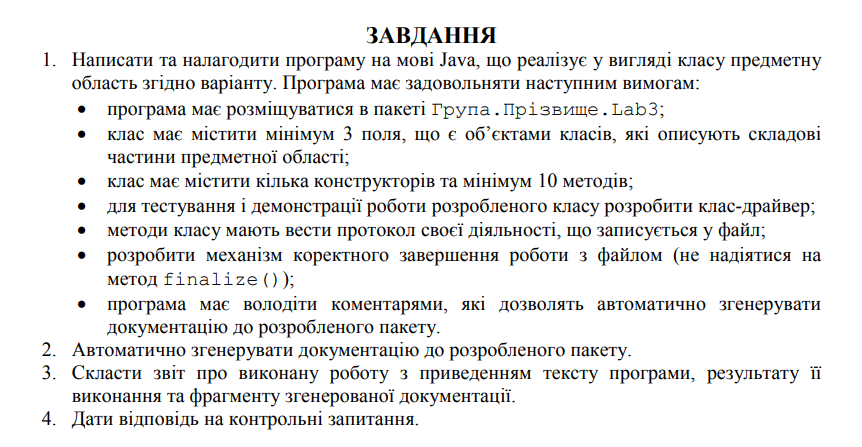 ЗАВДАННЯ
1. Написати та налагодити програму на мові Java, що реалізує у вигляді класу предметну
область згідно варіанту. Програма має задовольняти наступним вимогам:
• програма має розміщуватися в пакеті Група.Прізвище.Lab3;
• клас має містити мінімум 3 поля, що є об’єктами класів, які описують складові
частини предметної області;
• клас має містити кілька конструкторів та мінімум 10 методів;
• для тестування і демонстрації роботи розробленого класу розробити клас-драйвер;
• методи класу мають вести протокол своєї діяльності, що записується у файл;
• розробити механізм коректного завершення роботи з файлом (не надіятися на
метод finalize());
• програма має володіти коментарями, які дозволять автоматично згенерувати
документацію до розробленого пакету.
2. Автоматично згенерувати документацію до розробленого пакету.
3. Скласти звіт про виконану роботу з приведенням тексту програми, результату її
виконання та фрагменту згенерованої документації.
4. Дати відповідь на контрольні запитання.